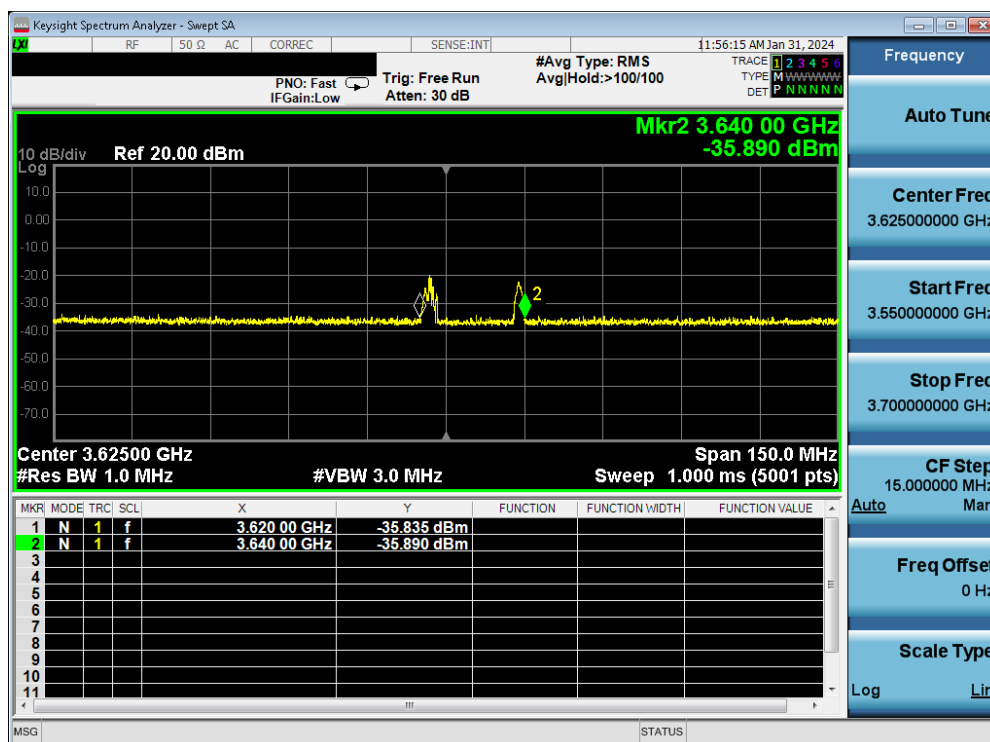 Keysight Spectrum Analyzer - Swept SA
LXI RF 50 Ω AC CORREC SENSE:INT 11:56:15 AM Jan 31, 2024
PNO: Fast Trig: Free Run #Avg Type: RMS TRACE 1 2 3 4 5 6
IFGain:Low Atten: 30 dB Avg|Hold:>100/100 TYPE M WWWWW
DET P N N N N N
Mkr2 3.640 00 GHz
-35.890 dBm
10 dB/div Ref 20.00 dBm
Log
10.0
0.00
-10.0
-20.0
-30.0
-40.0
-50.0
-60.0
-70.0
2
Center 3.62500 GHz Span 150.0 MHz
#Res BW 1.0 MHz #VBW 3.0 MHz Sweep 1.000 ms (5001 pts)
MKR MODE TRC SCL X Y FUNCTION FUNCTION WIDTH FUNCTION VALUE
1 N 1 f 3.620 00 GHz -35.835 dBm
2 N 1 f 3.640 00 GHz -35.890 dBm
3
4
5
6
7
8
9
10
11
MSG STATUS
Frequency
Auto Tune
Center Freq
3.625000000 GHz
Start Freq
3.550000000 GHz
Stop Freq
3.700000000 GHz
CF Step
15.000000 MHz
Auto Man
Freq Offset
0 Hz
Scale Type
Log Lin